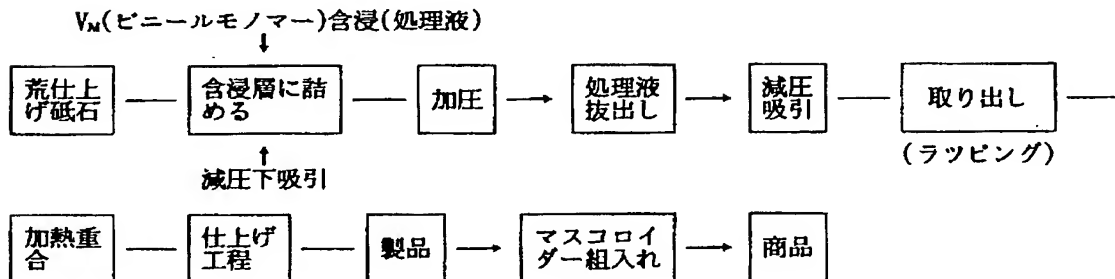 V_M(ビニールモノマー)含浸(処理液)
荒仕上
げ砥石
含浸層に詰
める
加圧
処理液
抜出し
減圧
吸引
取り出し
(ラッピング)
減圧下吸引
加熱重
合
仕上げ
工程
製品
マスコロイ
ダー組入れ
商品